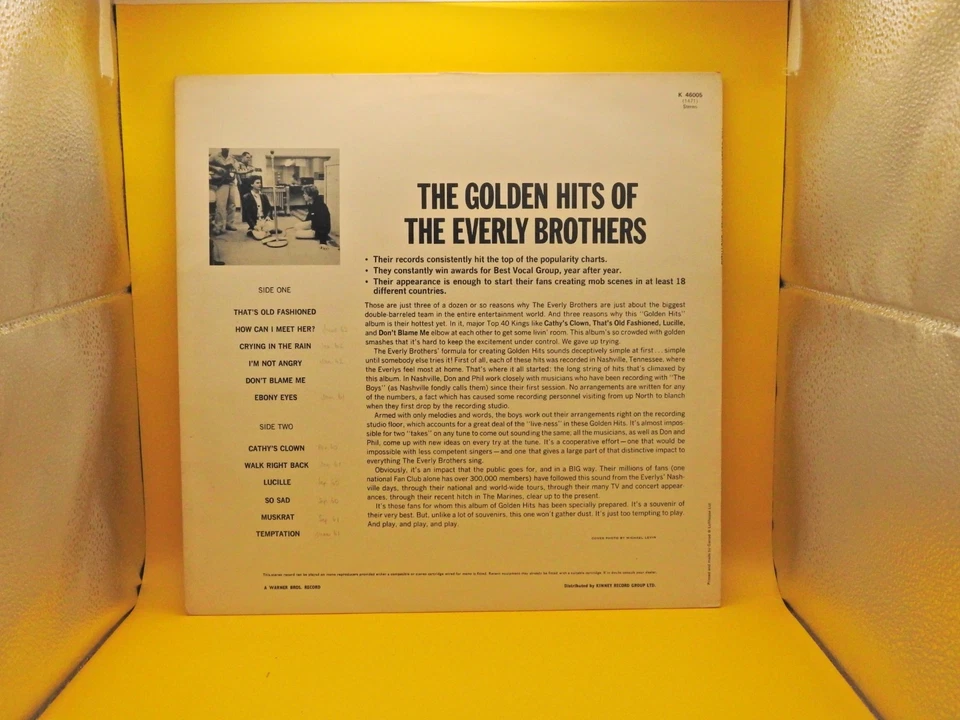 K 46005
(1471)
Stereo
THE GOLDEN HITS OF
THE EVERLY BROTHERS
• Their records consistently hit the top of the popularity charts.
• They constantly win awards for Best Vocal Group, year after year.
• Their appearance is enough to start their fans creating mob scenes in at least 18
different countries.
SIDE ONE
THAT'S OLD FASHIONED
HOW CAN I MEET HER?
CRYING IN THE RAIN
I'M NOT ANGRY
DON'T BLAME ME
EBONY EYES
SIDE TWO
CATHY'S CLOWN
WALK RIGHT BACK
LUCILLE
SO SAD
MUSKRAT
TEMPTATION
Those are just three of a dozen or so reasons why The Everly Brothers are just about the biggest
double-barreled team in the entire entertainment world. And three reasons why this "Golden Hits"
album is their hottest yet. In it, major Top 40 Kings like Cathy's Clown, That's Old Fashioned, Lucille,
and Don't Blame Me elbow at each other to get some livin' room. This album's so crowded with golden
smashes that it's hard to keep the excitement under control. We gave up trying.
The Everly Brothers' formula for creating Golden Hits sounds deceptively simple at first... simple
until somebody else tries it! First of all, each of these hits was recorded in Nashville, Tennessee, where
the Everlys feel most at home. That's where it all started: the long string of hits that's climaxed by
this album. In Nashville, Don and Phil work closely with musicians who have been recording with "The
Boys" (as Nashville fondly calls them) since their first session. No arrangements are written for any
of the numbers, a fact which has caused some recording personnel visiting from up North to blanch
when they first drop by the recording studio.
Armed with only melodies and words, the boys work out their arrangements right on the recording
studio floor, which accounts for a great deal of the "live-ness" in these Golden Hits. It's almost impos-
sible for two "takes" on any tune to come out sounding the same; all the musicians, as well as Don and
Phil, come up with new ideas on every try at the tune. It's a cooperative effort—one that would be
impossible with less competent singers—and one that gives a large part of that distinctive impact to
everything The Everly Brothers sing.
Obviously, it's an impact that the public goes for, and in a BIG way. Their millions of fans (one
national Fan Club alone has over 300,000 members) have followed this sound from the Everlys' Nash-
ville days, through their national and world-wide tours, through their many TV and concert appear-
ances, through their recent hitch in The Marines, clear up to the present.
It's those fans for whom this album of Golden Hits has been specially prepared. It's a souvenir of
their very best. But, unlike a lot of souvenirs, this one won't gather dust. It's just too tempting to play.
And play, and play, and play.
COVER PHOTO BY MICHAEL LEVIN
A WARNER BROS. RECORD
Distributed by KINNEY RECORD GROUP LTD.